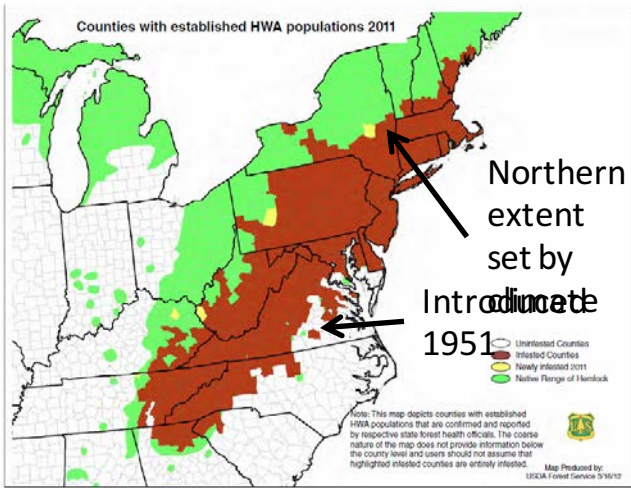 Counties with established HWA populations 2011
Northern
extent
set by
climate
Introduced
1951
Uninfested Counties
Infested Counties
Newly infested 2011
Native Range of Hemlock
Note: This map depicts counties with established
HWA populations that are confirmed and reported
by respective state forest health officials. The coarse
nature of the map does not provide information below
the county level and users should not assume that
highlighted infested counties are entirely infested.
Map Produced by:
USDA Forest Service 3/16/12